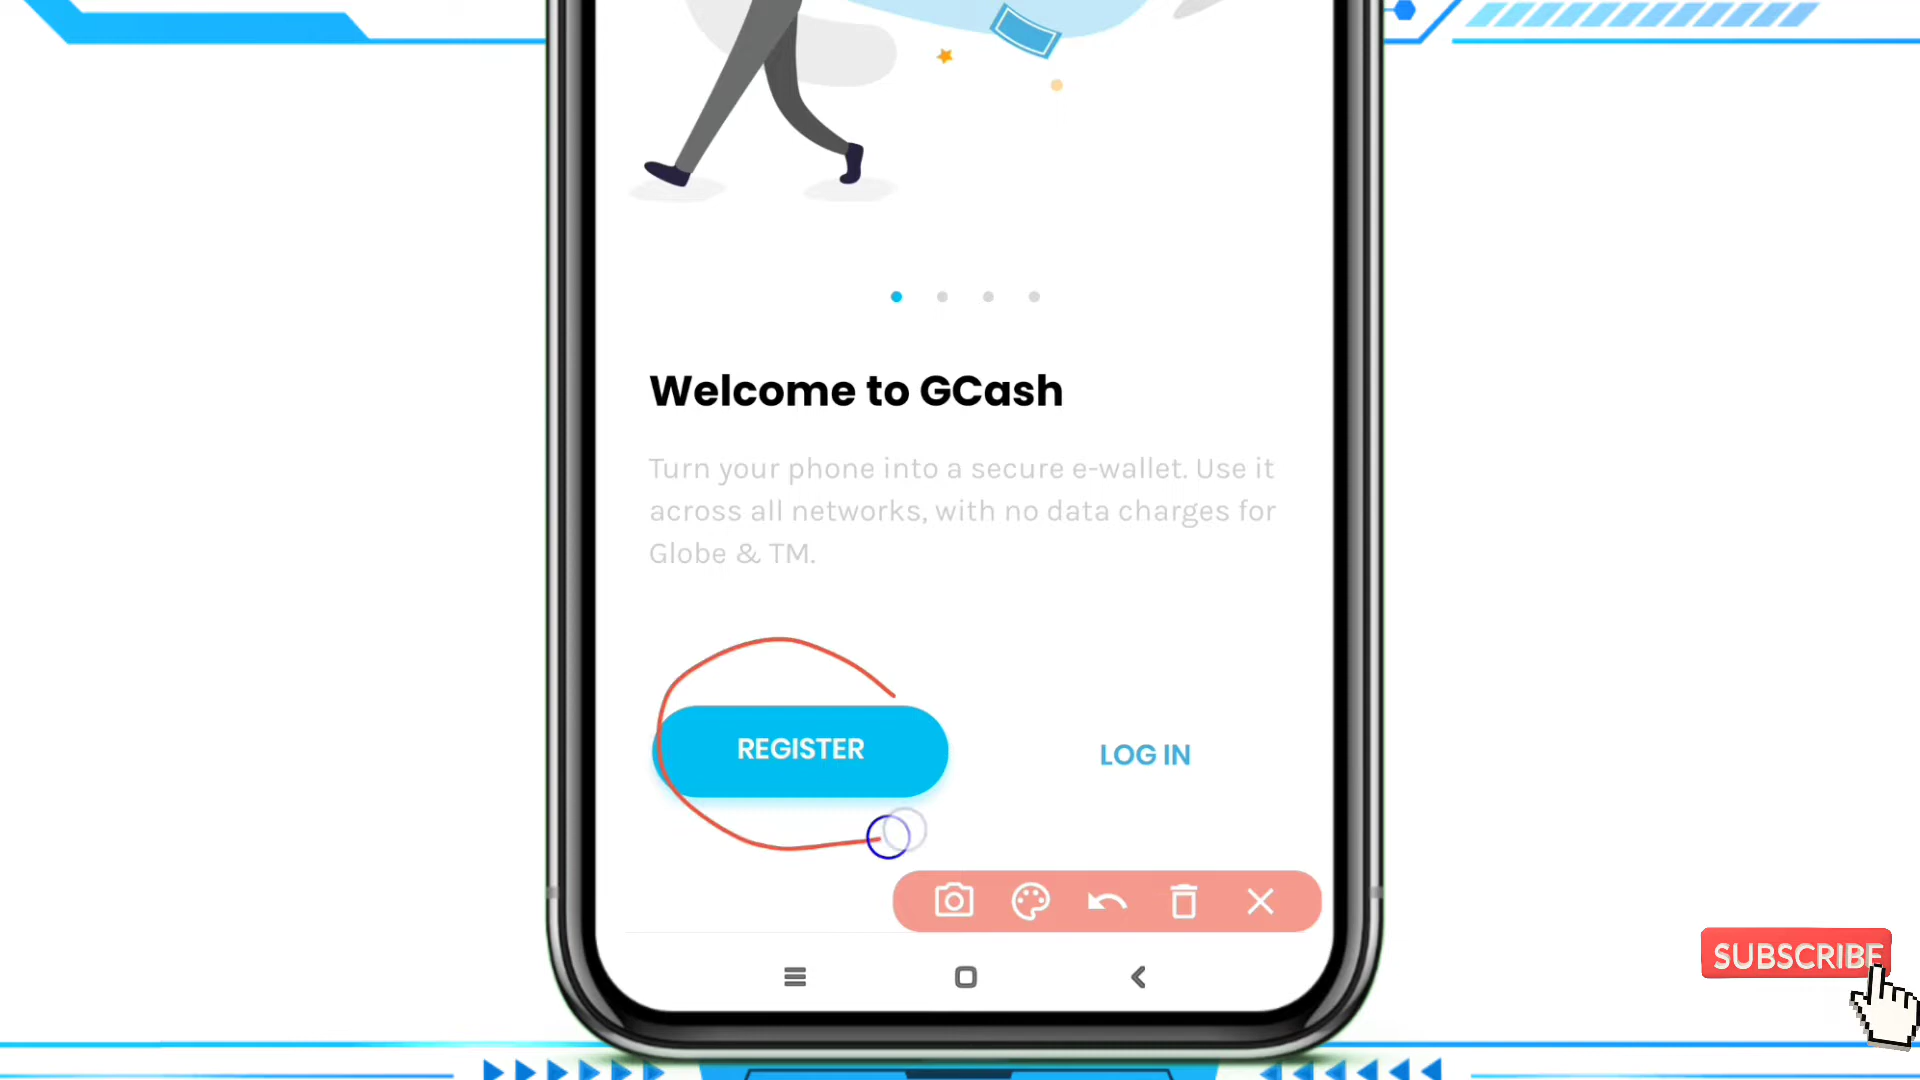 Welcome to GCash
Turn your phone into a secure e-wallet. Use it
across all networks, with no data charges for
Globe & TM.
REGISTER
LOG IN
SUBSCRIBE